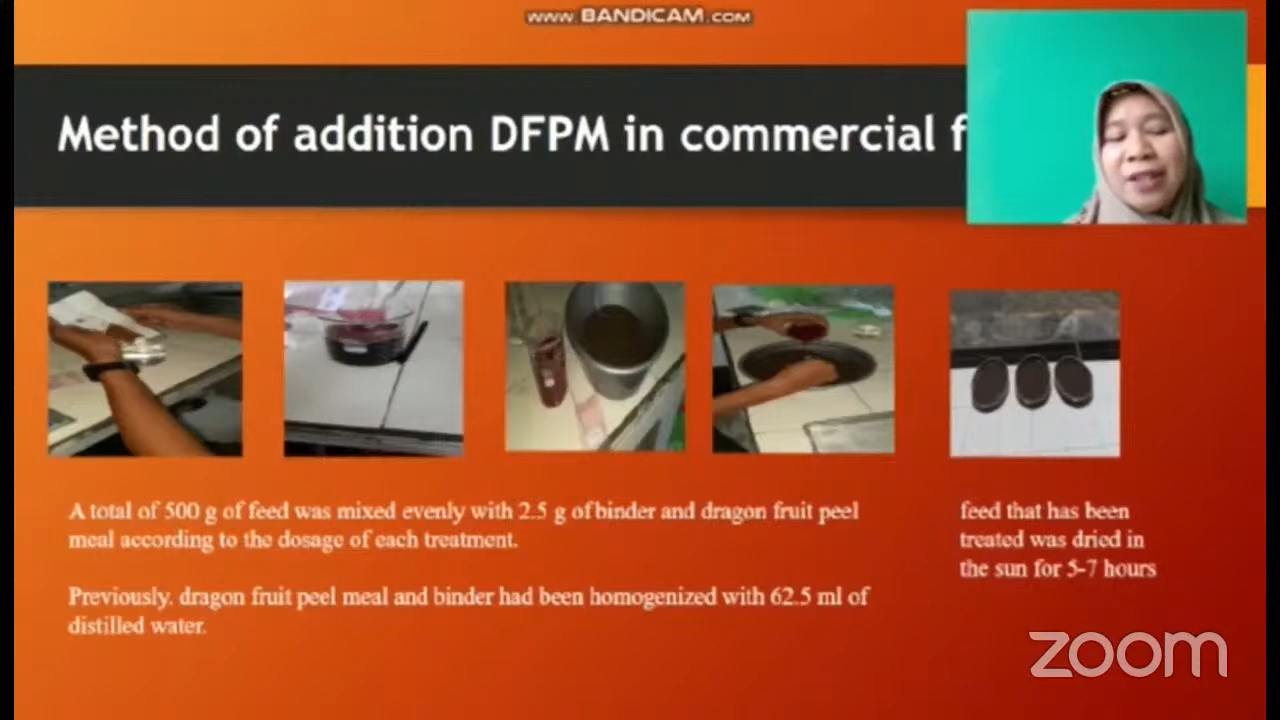 www.BANDICAM.com
Method of addition DFPM in commercial f
A total of 500 g of feed was mixed evenly with 2.5 g of binder and dragon fruit peel
meal according to the dosage of each treatment.
Previously, dragon fruit peel meal and binder had been homogenized with 62.5 ml of
distilled water.
feed that has been
treated was dried in
the sun for 5-7 hours
zoom